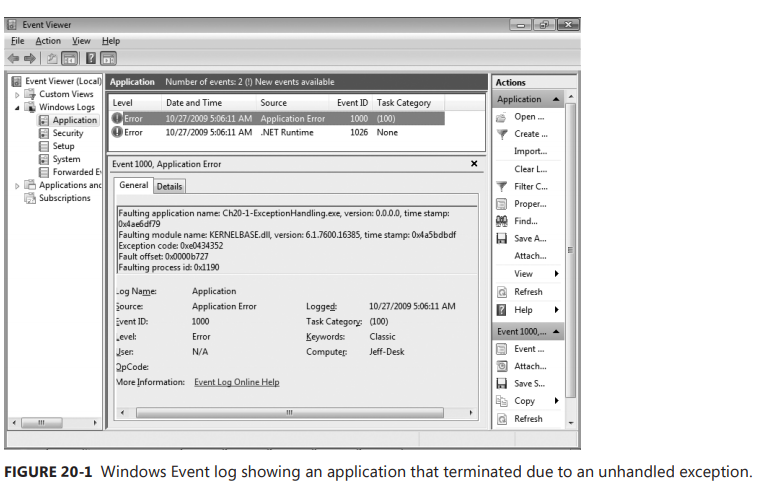 Event Viewer
File Action View Help
Event Viewer (Local)
Custom Views
Windows Logs
Application
Security
Setup
System
Forwarded E
Applications and
Subscriptions
Application Number of events: 2 (!) New events available
Level Date and Time Source Event ID Task Category
Error 10/27/2009 5:06:11 AM Application Error 1000 (100)
Error 10/27/2009 5:06:11 AM .NET Runtime 1026 None
Event 1000, Application Error
General Details
Faulting application name: Ch20-1-ExceptionHandling.exe, version: 0.0.0.0, time stamp:
0x4ae6df79
Faulting module name: KERNELBASE.dll, version: 6.1.7600.16385, time stamp: 0x4a5bdbdf
Exception code: 0xe0434352
Fault offset: 0x0000b727
Faulting process id: 0x1190
Log Name: Application
Source: Application Error Logged: 10/27/2009 5:06:11 AM
Event ID: 1000 Task Category: (100)
Level: Error Keywords: Classic
User: N/A Computer: Jeff-Desk
OpCode:
More Information: Event Log Online Help
Actions
Application
Open ...
Create ...
Import...
Clear L...
Filter C...
Proper...
Find...
Save A...
Attach...
View
Refresh
Help
Event 1000,...
Event ...
Attach...
Save S...
Copy
Refresh
FIGURE 20-1 Windows Event log showing an application that terminated due to an unhandled exception.